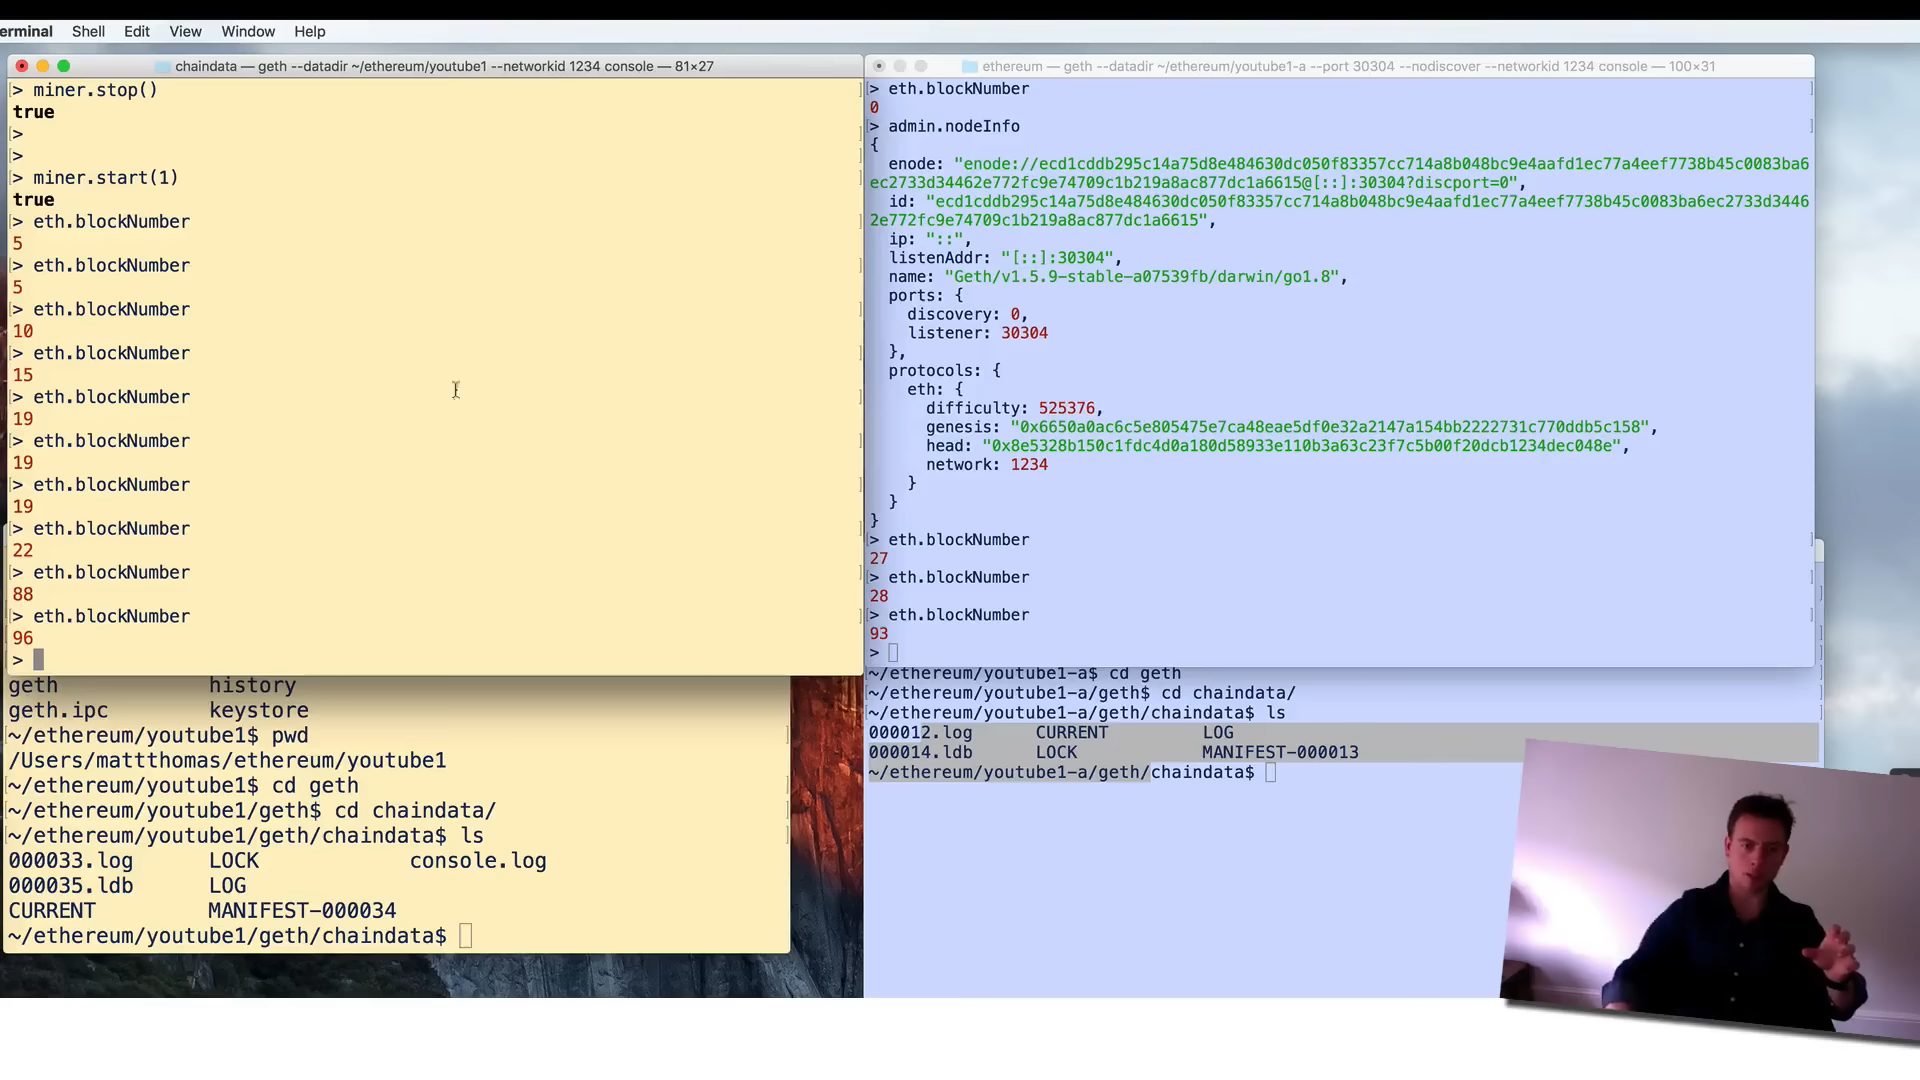 erminal Shell Edit View Window Help
chaindata — geth --datadir ~/ethereum/youtube1 --networkid 1234 console — 81×27
> miner.stop()
true
>
>
> miner.start(1)
true
> eth.blockNumber
5
> eth.blockNumber
5
> eth.blockNumber
10
> eth.blockNumber
15
> eth.blockNumber
19
> eth.blockNumber
19
> eth.blockNumber
19
> eth.blockNumber
22
> eth.blockNumber
88
> eth.blockNumber
96
>
geth history
geth.ipc keystore
~/ethereum/youtube1$ pwd
/Users/mattthomas/ethereum/youtube1
~/ethereum/youtube1$ cd geth
~/ethereum/youtube1/geth$ cd chaindata/
~/ethereum/youtube1/geth/chaindata$ ls
000033.log LOCK console.log
000035.ldb LOG
CURRENT MANIFEST-000034
~/ethereum/youtube1/geth/chaindata$
ethereum — geth --datadir ~/ethereum/youtube1-a --port 30304 --nodiscover --networkid 1234 console — 100×31
> eth.blockNumber
0
> admin.nodeInfo
{
enode: "enode://ecd1cddb295c14a75d8e484630dc050f83357cc714a8b048bc9e4aafd1ec77a4eef7738b45c0083ba6
ec2733d34462e772fc9e74709c1b219a8ac877dc1a6615@[::]:30304?discport=0",
id: "ecd1cddb295c14a75d8e484630dc050f83357cc714a8b048bc9e4aafd1ec77a4eef7738b45c0083ba6ec2733d3446
2e772fc9e74709c1b219a8ac877dc1a6615",
ip: "::",
listenAddr: "[::]:30304",
name: "Geth/v1.5.9-stable-a07539fb/darwin/go1.8",
ports: {
discovery: 0,
listener: 30304
},
protocols: {
eth: {
difficulty: 525376,
genesis: "0x6650a0ac6c5e805475e7ca48eae5df0e32a2147a154bb2222731c770ddb5c158",
head: "0x8e5328b150c1fdc4d0a180d58933e110b3a63c23f7c5b00f20dcb1234dec048e",
network: 1234
}
}
}
> eth.blockNumber
27
> eth.blockNumber
28
> eth.blockNumber
93
>
~/ethereum/youtube1-a$ cd geth
~/ethereum/youtube1-a/geth$ cd chaindata/
~/ethereum/youtube1-a/geth/chaindata$ ls
000012.log CURRENT LOG
000014.ldb LOCK MANIFEST-000013
~/ethereum/youtube1-a/geth/chaindata$